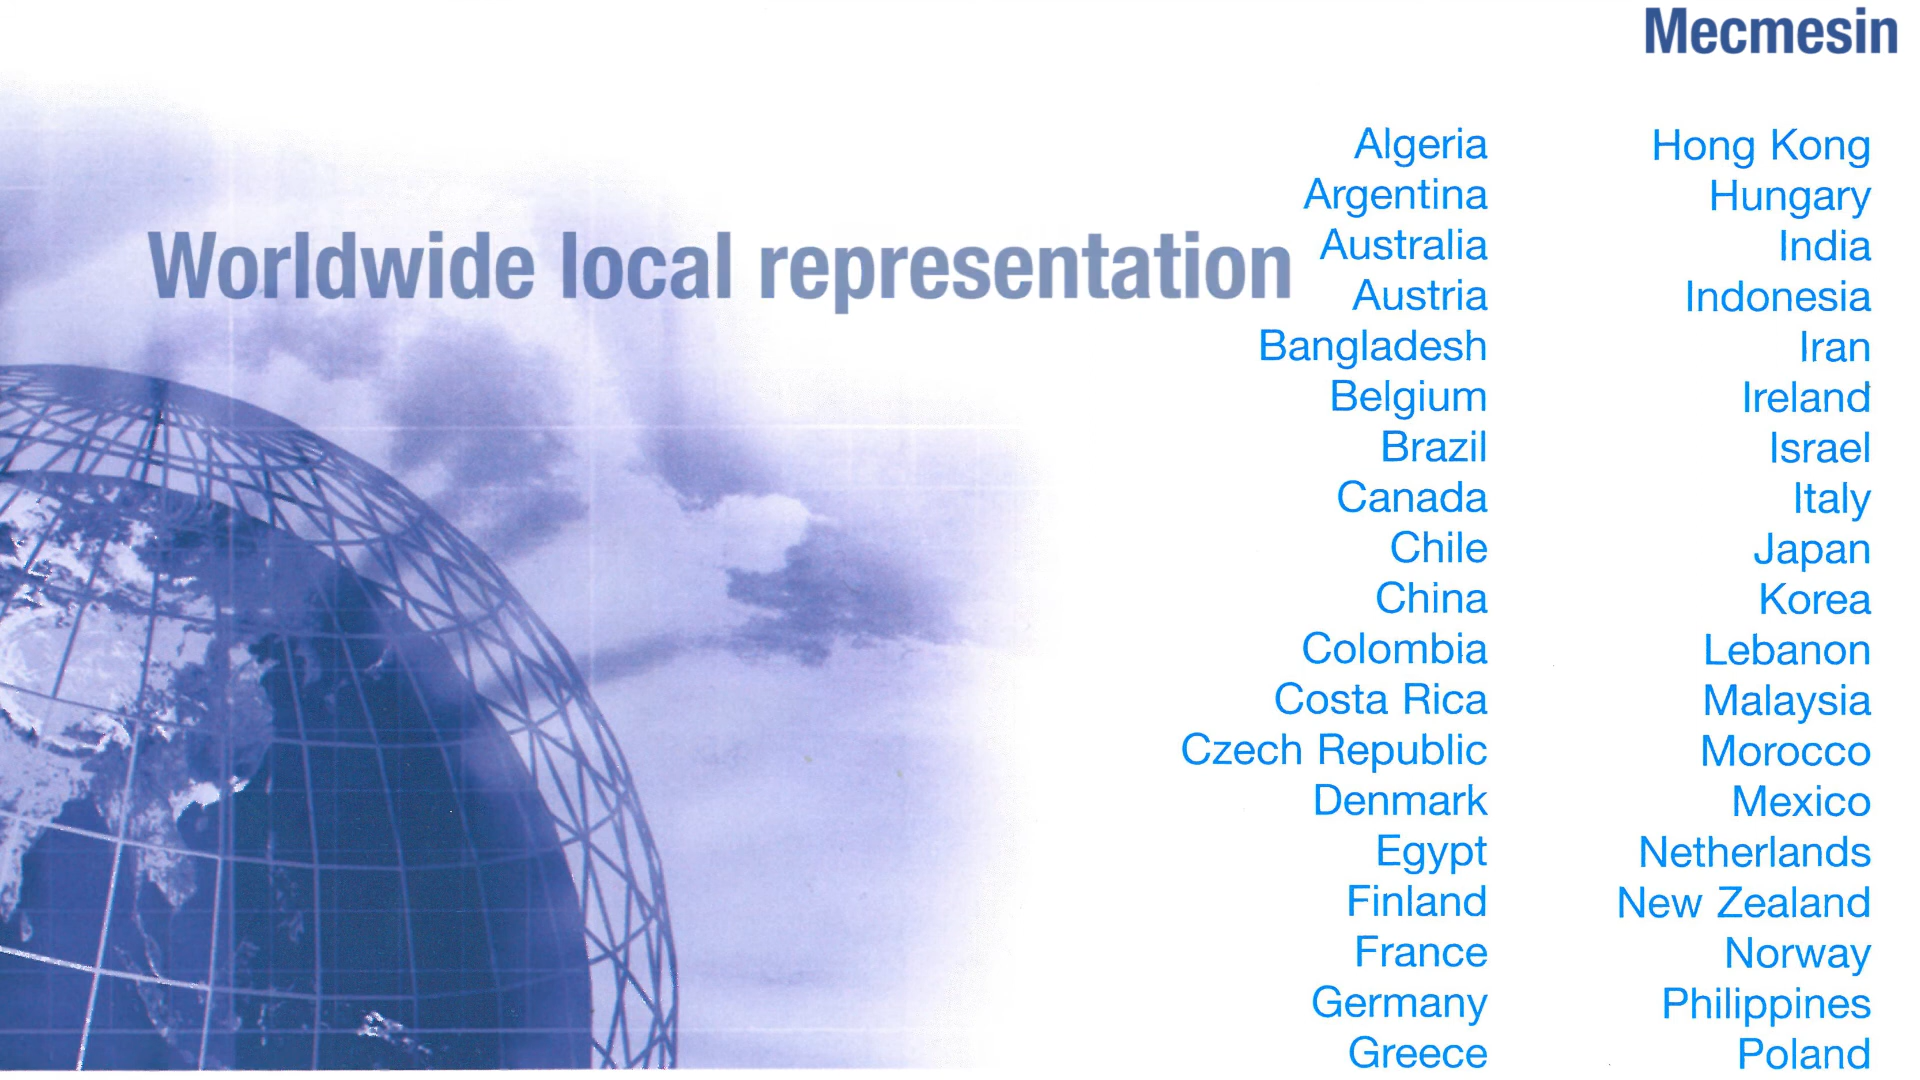 Mecmesin
Worldwide local representation
Algeria
Argentina
Australia
Austria
Bangladesh
Belgium
Brazil
Canada
Chile
China
Colombia
Costa Rica
Czech Republic
Denmark
Egypt
Finland
France
Germany
Greece
Hong Kong
Hungary
India
Indonesia
Iran
Ireland
Israel
Italy
Japan
Korea
Lebanon
Malaysia
Morocco
Mexico
Netherlands
New Zealand
Norway
Philippines
Poland